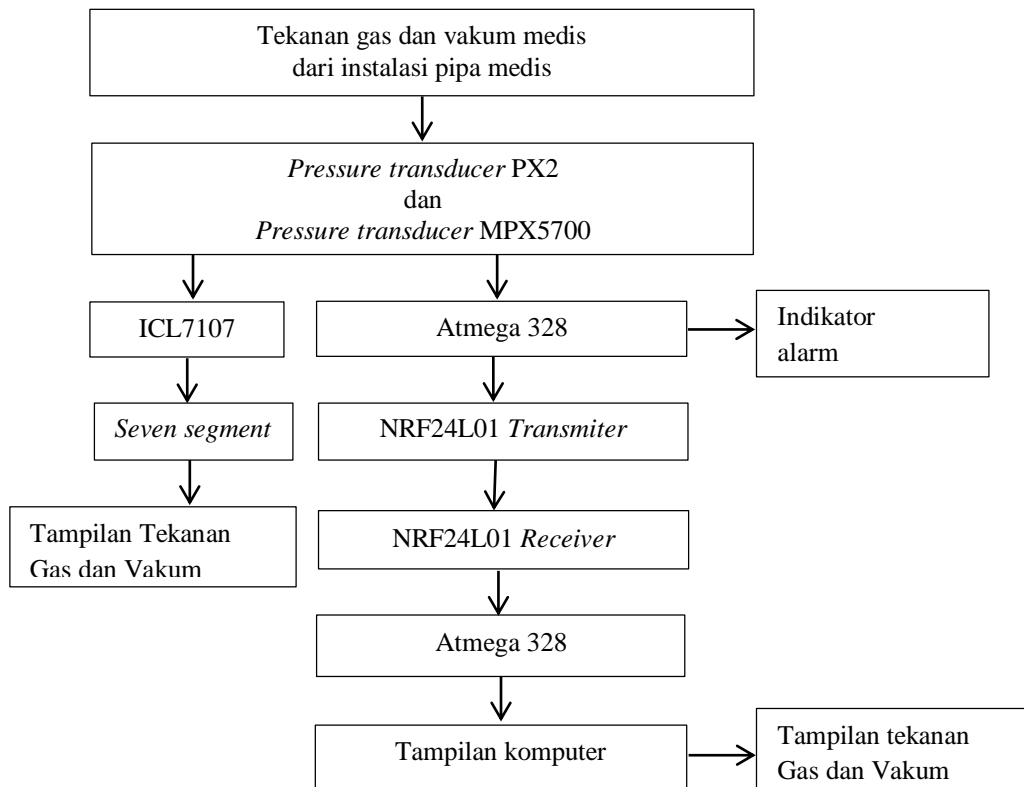 Tekanan gas dan vakum medis
dari instalasi pipa medis
Pressure transducer PX2
dan
Pressure transducer MPX5700
ICL7107
Atmega 328
Indikator
alarm
Seven segment
NRF24L01 Transmiter
Tampilan Tekanan
Gas dan Vakum
NRF24L01 Receiver
Atmega 328
Tampilan komputer
Tampilan tekanan
Gas dan Vakum